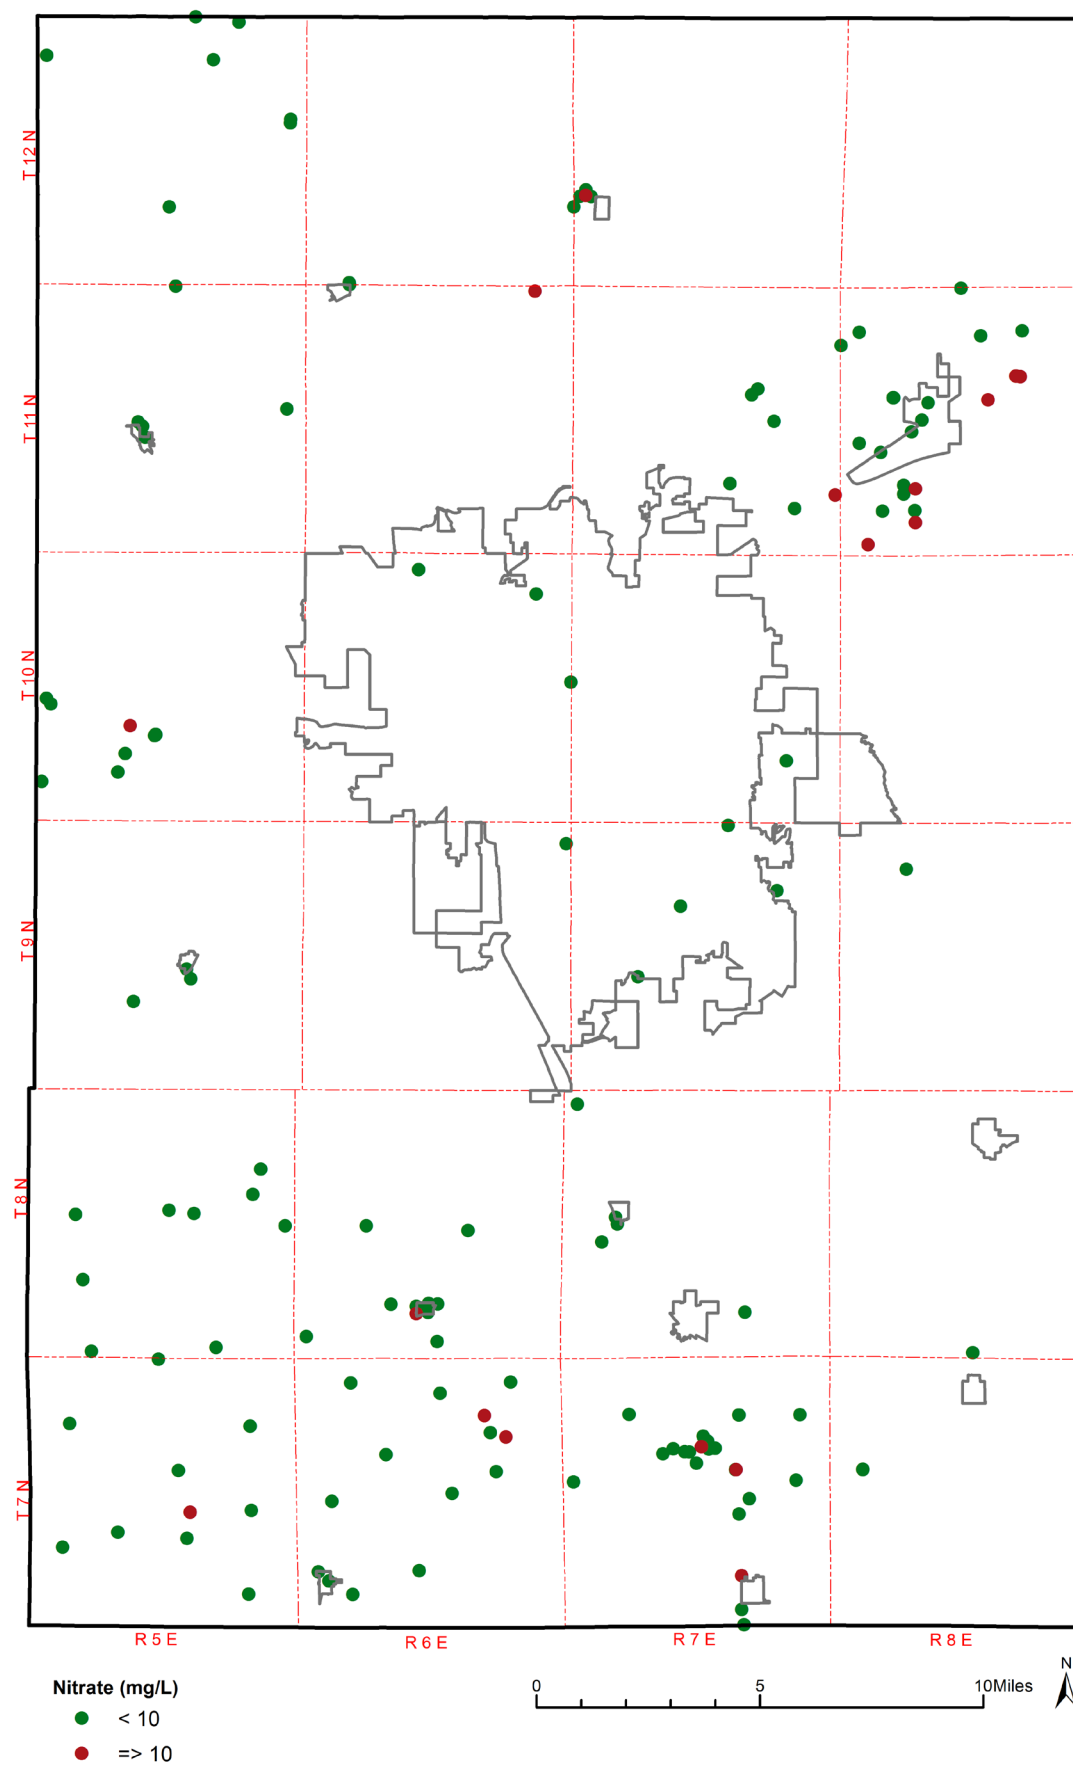 T 12 N
T 11 N
T 10 N
T 9 N
T 8 N
T 7 N
R 5 E
R 6 E
R 7 E
R 8 E
Nitrate (mg/L)
< 10
=> 10
0
5
10Miles
N